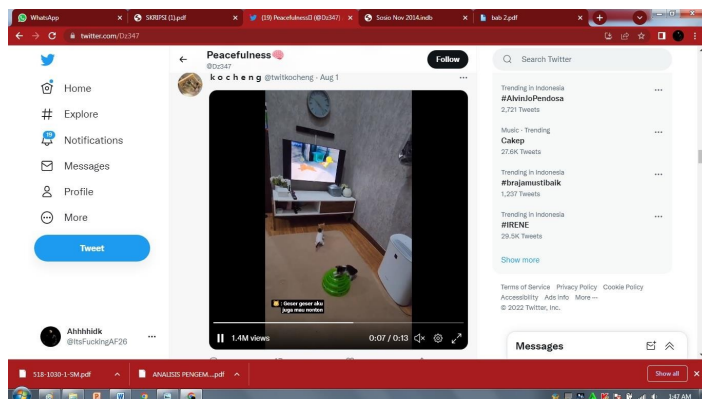 WhatsApp
SKRIPSI (1).pdf
(19) Peacefulness (@Dz347)
Sosio Nov 2014.indb
bab 2.pdf
twitter.com/Dz347
Peacefulness
@Dz347
Follow
Search Twitter
Home
Explore
19
Notifications
Messages
Profile
More
Tweet
Ahhhhidk
@ItsFuckingAF26
k o c h e n g @twitkocheng · Aug 1
: Geser geser aku
juga mau nonton
1.4M views
0:07 / 0:13
Trending in Indonesia
#AlvinJoPendosa
2,721 Tweets
Music · Trending
Cakep
27.6K Tweets
Trending in Indonesia
#brajamustibaik
1,237 Tweets
Trending in Indonesia
#IRENE
29.5K Tweets
Show more
Terms of Service Privacy Policy Cookie Policy
Accessibility Ads info More
© 2022 Twitter, Inc.
Messages
518-1030-1-SM.pdf
ANALISIS PENGEM....pdf
Show all
1:47 AM